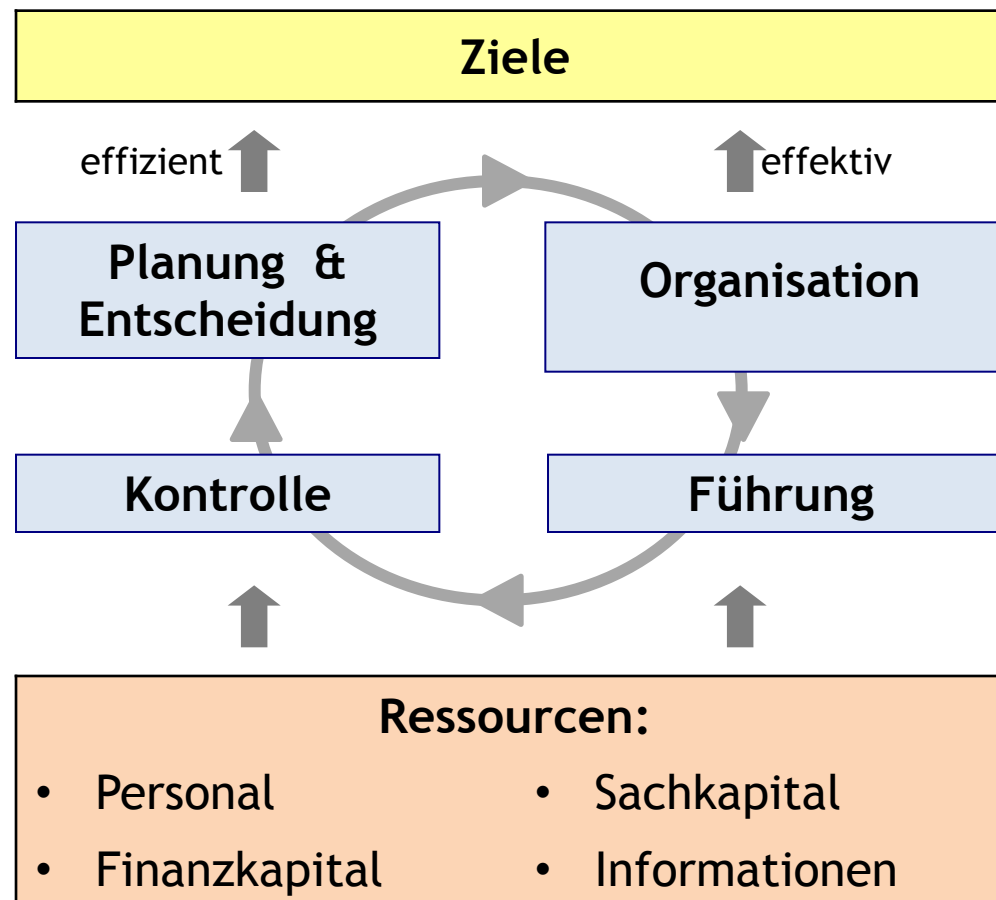 Ziele
effizient
effektiv
Planung &
Entscheidung
Organisation
Kontrolle
Führung
Ressourcen:
• Personal
• Sachkapital
• Finanzkapital
• Informationen